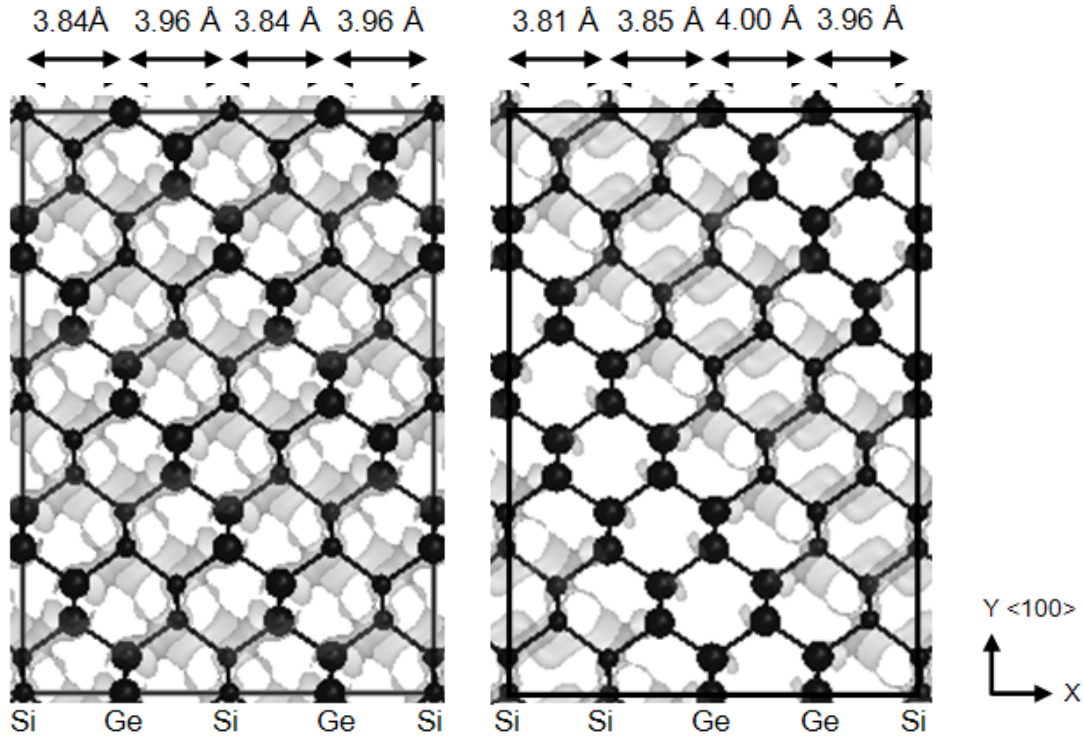 3.84Å 3.96 Å 3.84 Å 3.96 Å
3.81 Å 3.85 Å 4.00 Å 3.96 Å
Y <100>
X
Si Ge Si Ge Si
Si Si Ge Ge Si